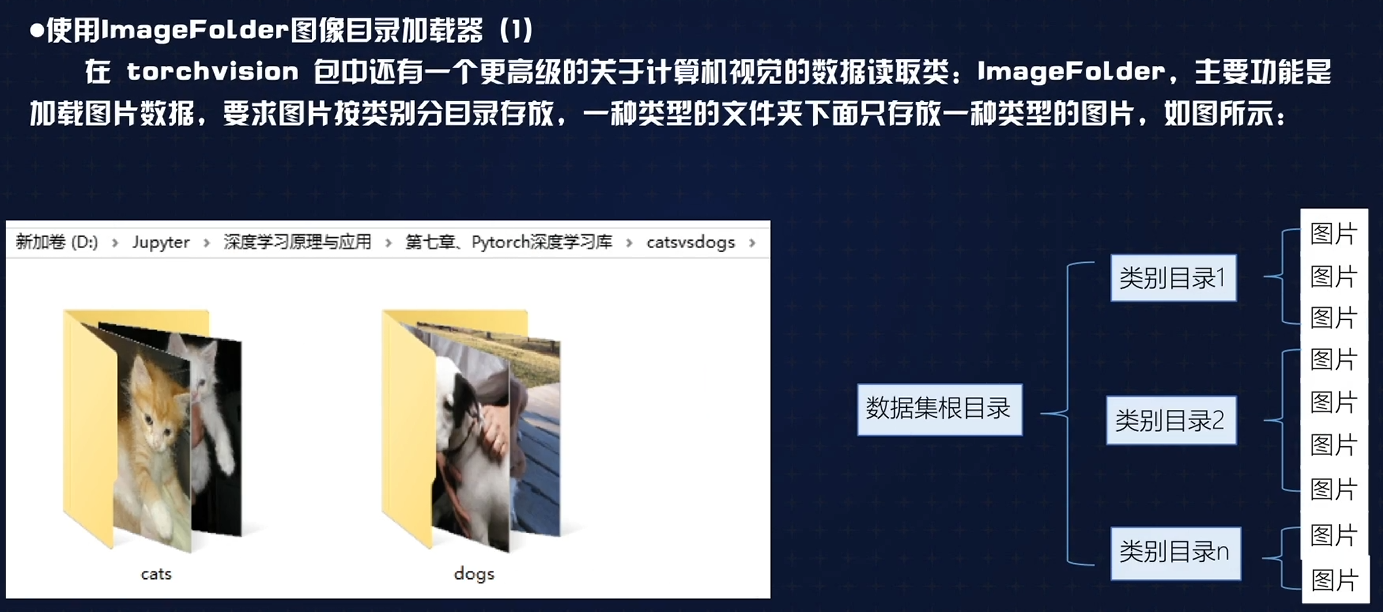 ●使用ImageFolder图像目录加载器（1）
在 torchvision 包中还有一个更高级的关于计算机视觉的数据读取类：ImageFolder，主要功能是
加载图片数据，要求图片按类别分目录存放，一种类型的文件夹下面只存放一种类型的图片，如图所示：
新加卷 (D:) › Jupyter › 深度学习原理与应用 › 第七章、Pytorch深度学习库 › catsvsdogs ›
cats
dogs
数据集根目录
类别目录1
图片
图片
图片
类别目录2
图片
图片
图片
图片
类别目录n
图片
图片